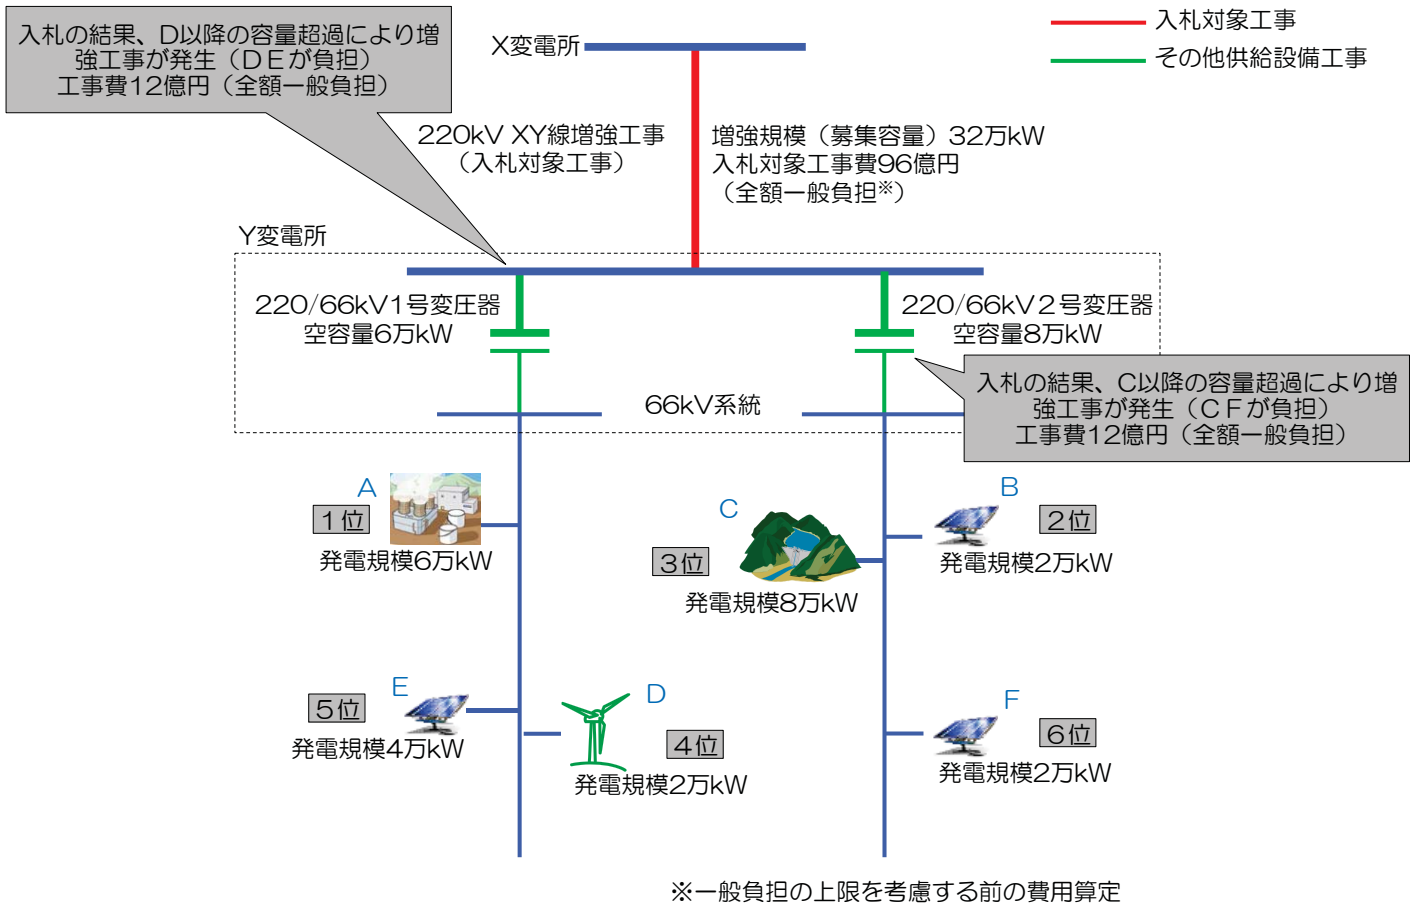 入札の結果、D以降の容量超過により増
強工事が発生（ＤＥが負担）
工事費12億円（全額一般負担）
X変電所
入札対象工事
その他供給設備工事
220kV XY線増強工事
（入札対象工事）
増強規模（募集容量）32万kW
入札対象工事費96億円
（全額一般負担※）
Y変電所
220/66kV1号変圧器
空容量6万kW
220/66kV２号変圧器
空容量8万kW
入札の結果、C以降の容量超過により増
強工事が発生（ＣＦが負担）
工事費12億円（全額一般負担）
66kV系統
A
１位
発電規模6万kW
C
３位
発電規模8万kW
B
２位
発電規模2万kW
E
５位
発電規模4万kW
D
４位
発電規模2万kW
F
６位
発電規模2万kW
※一般負担の上限を考慮する前の費用算定